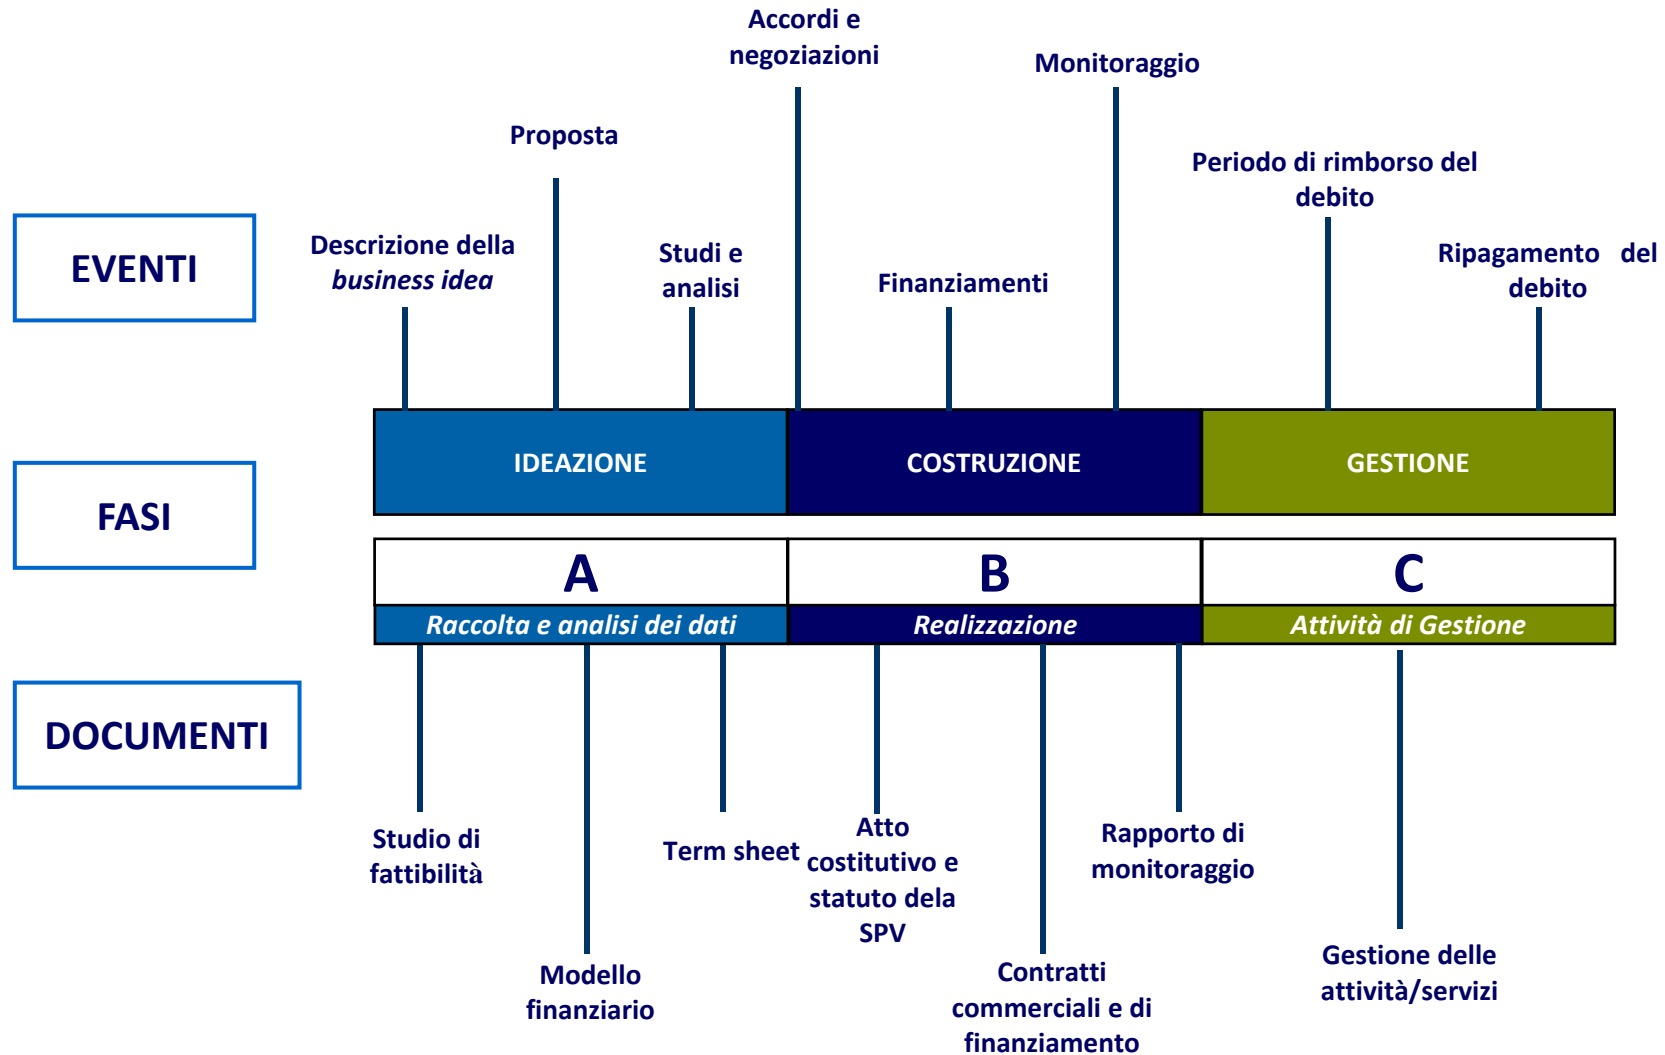 Accordi e
negoziazioni
Monitoraggio
Proposta
Periodo di rimborso del
debito
EVENTI
Descrizione della
business idea
Studi e
analisi
Finanziamenti
Ripagamento del
debito
IDEAZIONE
COSTRUZIONE
GESTIONE
FASI
A
B
C
Raccolta e analisi dei dati
Realizzazione
Attività di Gestione
DOCUMENTI
Studio di
fattibilità
Term sheet
Atto
costitutivo e
statuto dela
SPV
Rapporto di
monitoraggio
Modello
finanziario
Contratti
commerciali e di
finanziamento
Gestione delle
attività/servizi